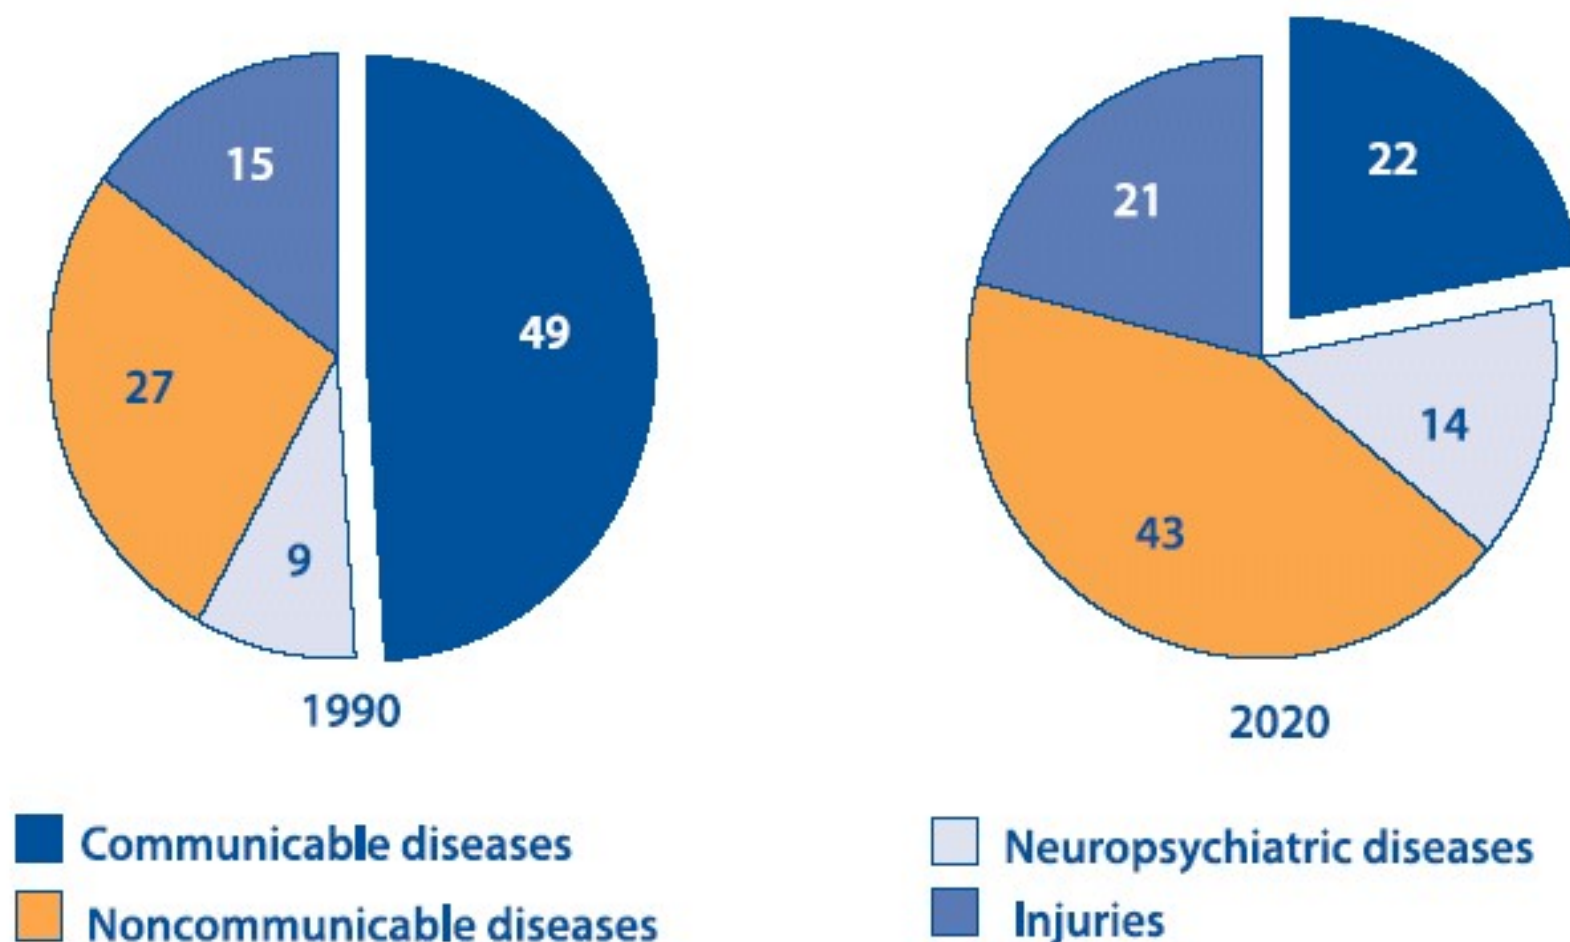 15
49
27
9
1990
22
21
14
43
2020
Communicable diseases
Noncommunicable diseases
Neuropsychiatric diseases
Injuries